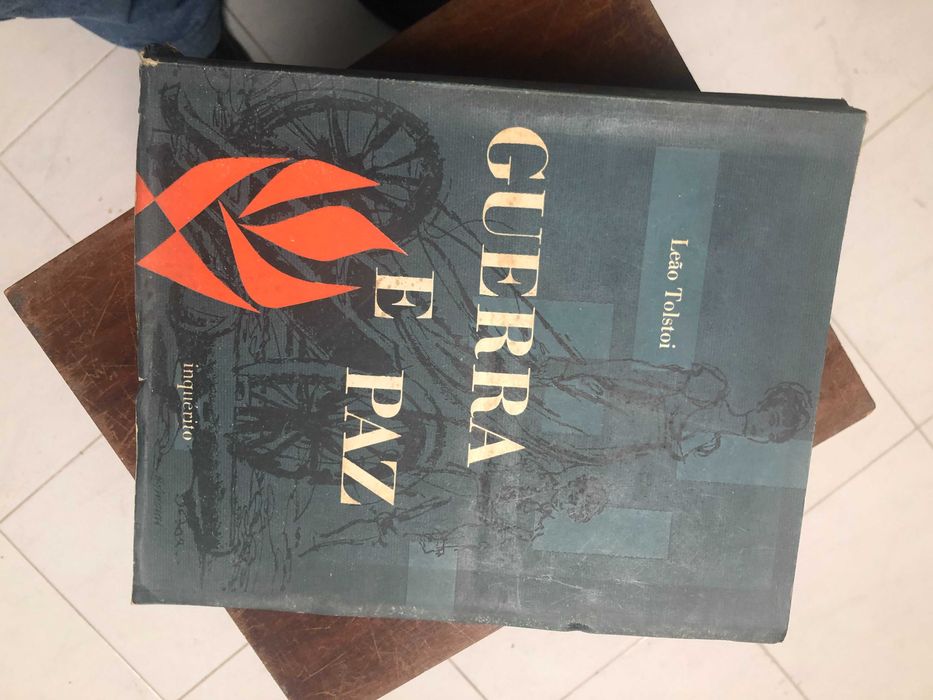 Leão Tolstoi
GUERRA
E PAZ
inquérito